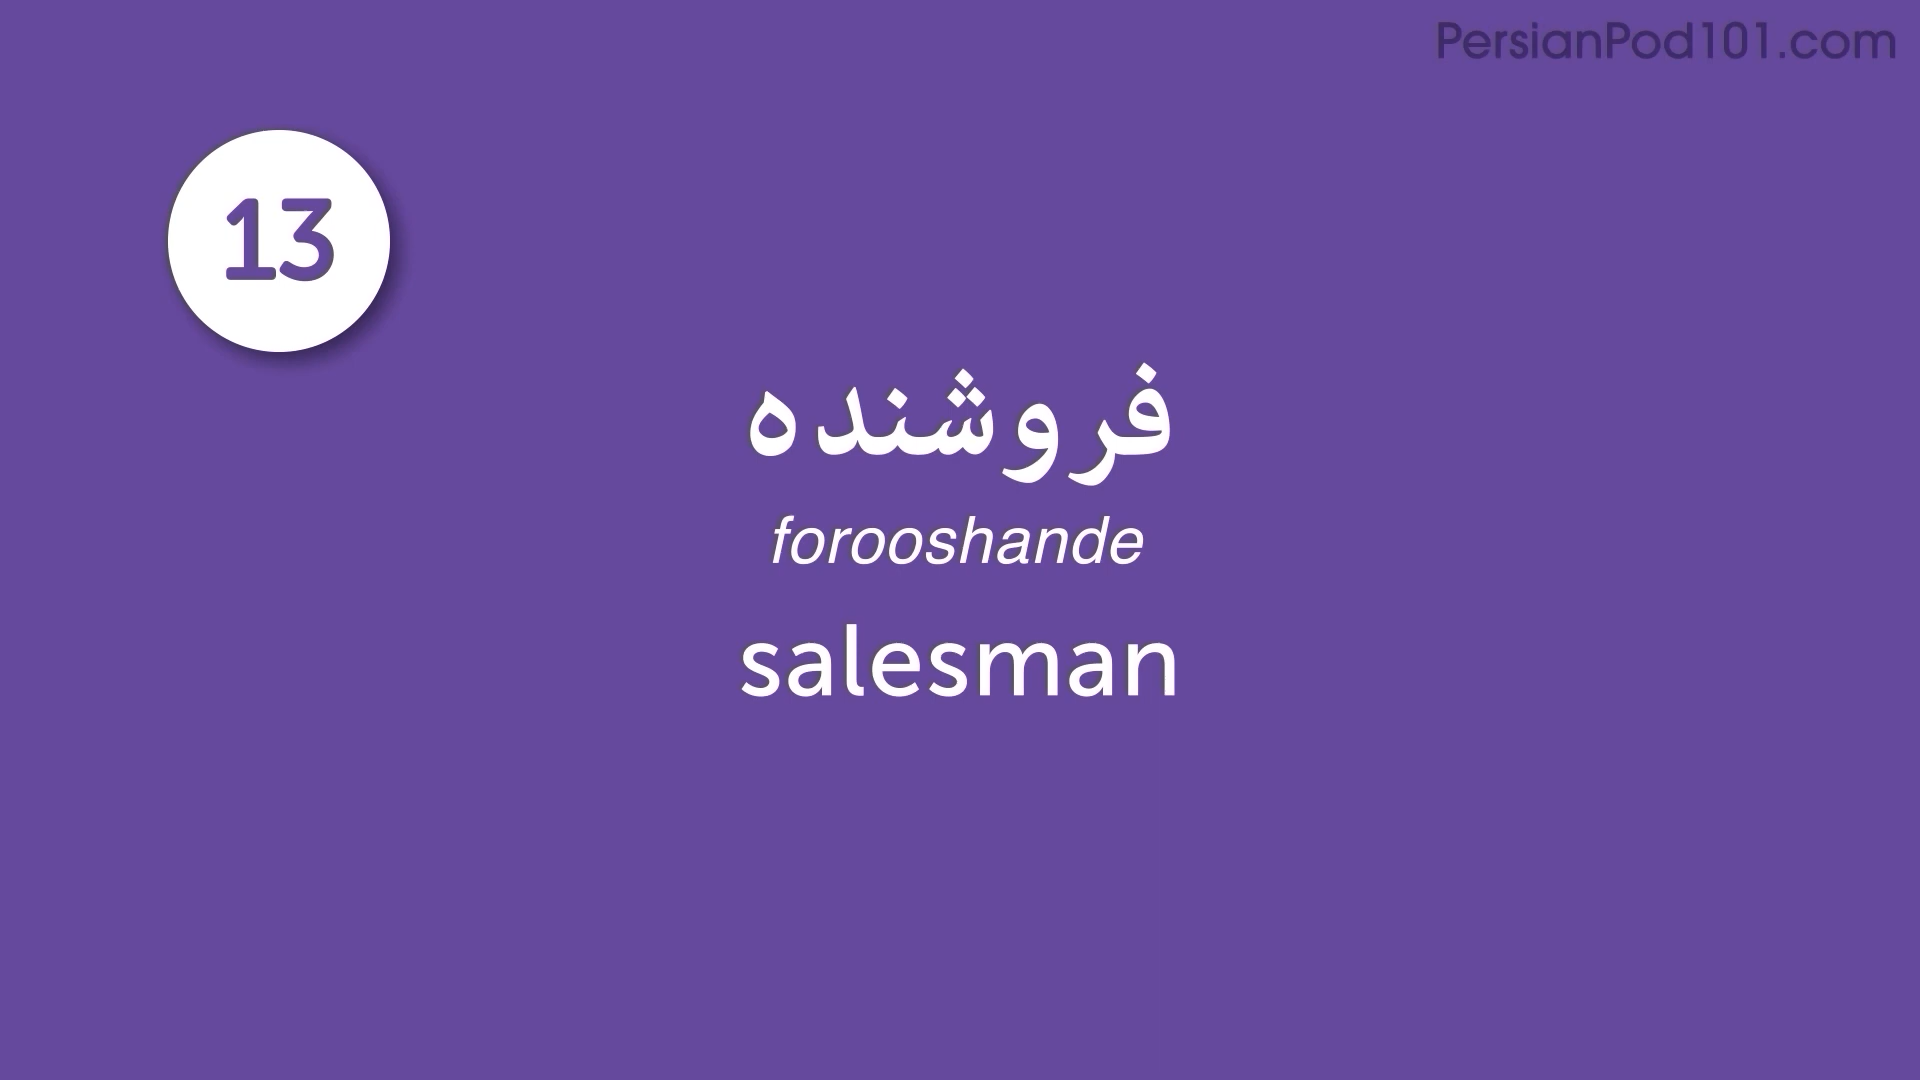 PersianPod101.com
13
فروشنده
forooshande
salesman